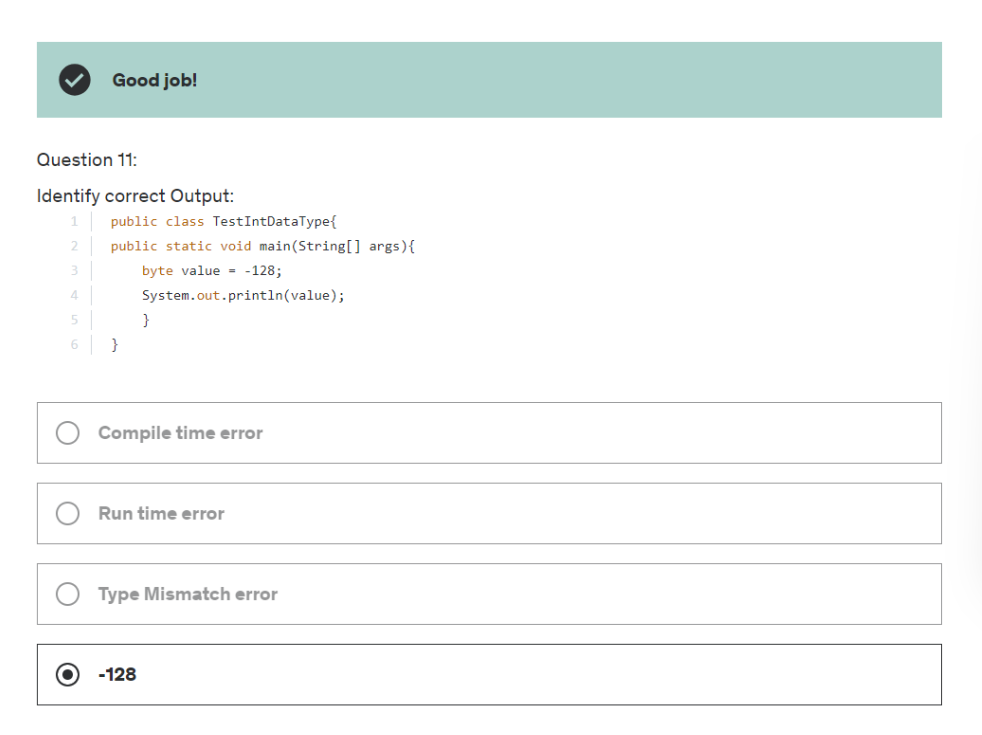 Good job!
Question 11:
Identify correct Output:
1 public class TestIntDataType{
2 public static void main(String[] args){
3 byte value = -128;
4 System.out.println(value);
5 }
6 }
Compile time error
Run time error
Type Mismatch error
-128